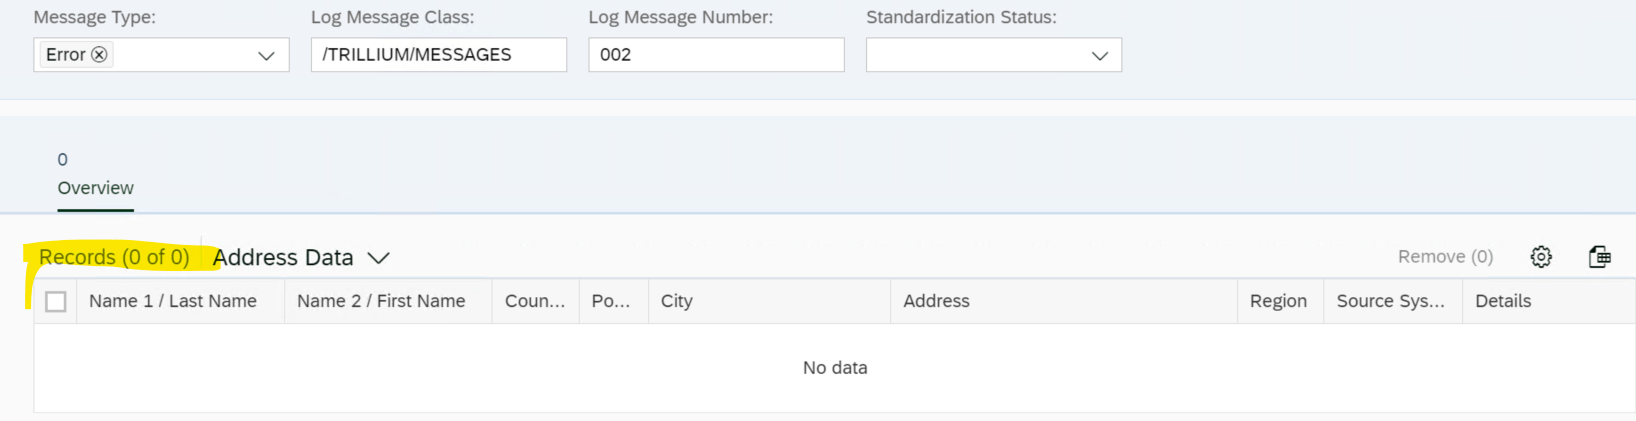 Message Type: Log Message Class: Log Message Number: Standardization Status:
Error /TRILLIUM/MESSAGES 002
0
Overview
Records (0 of 0) Address Data Remove (0)
Name 1 / Last Name Name 2 / First Name Coun... Po... City Address Region Source Sys... Details
No data